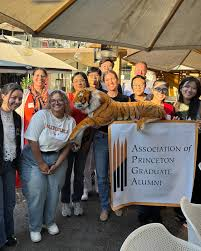 ASSOCIATION of
PRINCETON
GRADUATE
ALUMNI